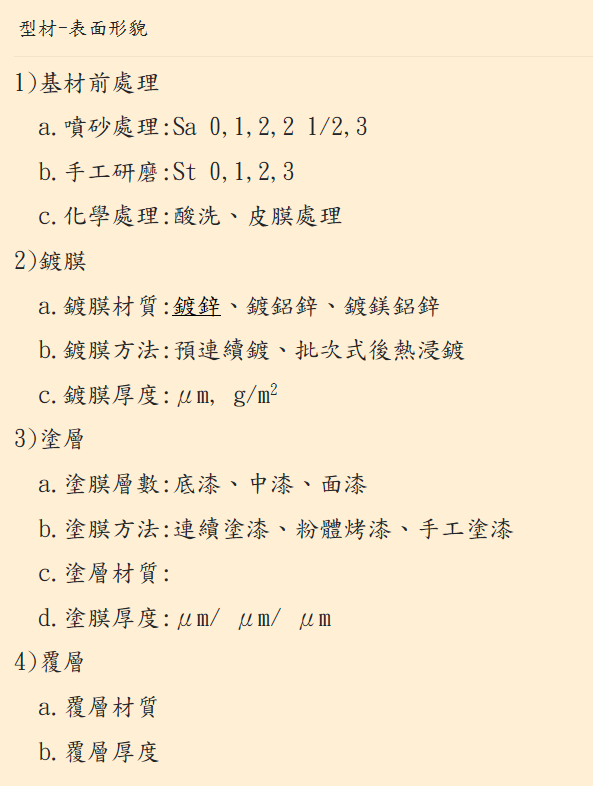 型材-表面形貌
1)基材前處理
a.噴砂處理:Sa 0,1,2,2 1/2,3
b.手工研磨:St 0,1,2,3
c.化學處理:酸洗、皮膜處理
2)鍍膜
a.鍍膜材質:鍍鋅、鍍鋁鋅、鍍鎂鋁鋅
b.鍍膜方法:預連續鍍、批次式後熱浸鍍
c.鍍膜厚度:μm, g/m²
3)塗層
a.塗膜層數:底漆、中漆、面漆
b.塗膜方法:連續塗漆、粉體烤漆、手工塗漆
c.塗層材質:
d.塗膜厚度:μm/ μm/ μm
4)覆層
a.覆層材質
b.覆層厚度